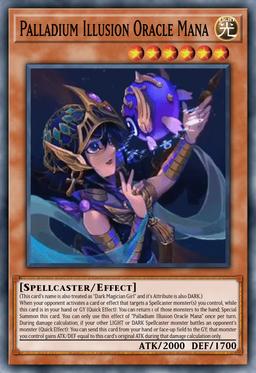 Palladium Illusion Oracle Mana
光
[Spellcaster/Effect]
(This card's name is also treated as "Dark Magician Girl" and it's Attribute is also DARK.)
When your opponent activates a card or effect that targets a Spellcaster monster(s) you control, while
this card is in your hand or GY (Quick Effect): You can return 1 of those monsters to the hand; Special
Summon this card. You can only use this effect of "Palladium Illusion Oracle Mana" once per turn.
During damage calculation, if your other LIGHT or DARK Spellcaster monster battles an opponent's
monster (Quick Effect): You can send this card from your hand or face-up field to the GY; that monster
you control gains ATK/DEF equal to this card's original ATK during that damage calculation only.
ATK/2000 DEF/1700